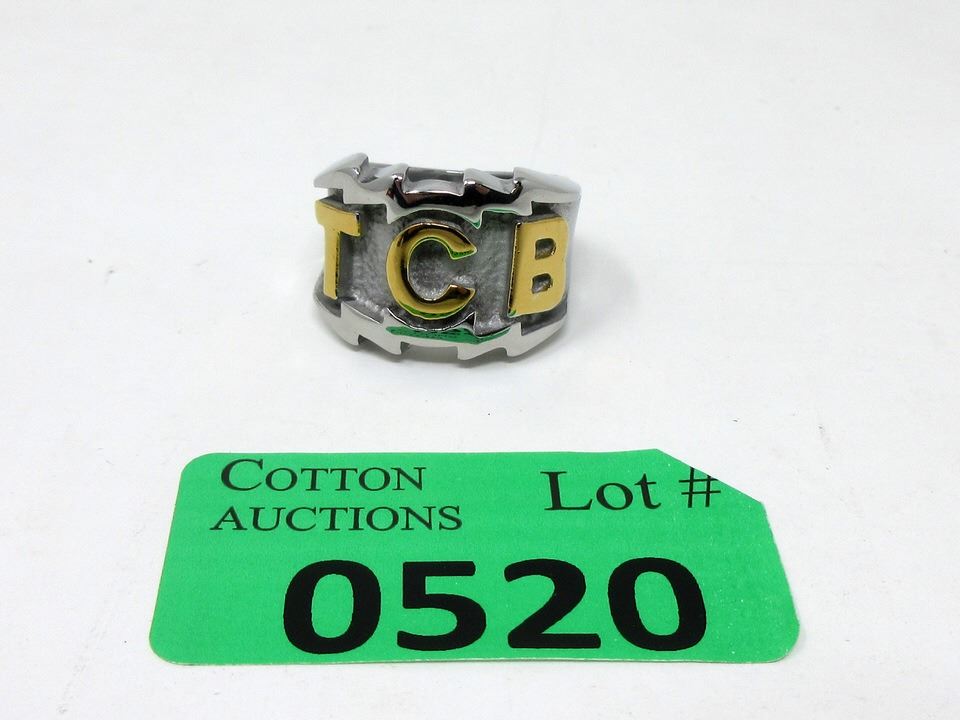 TCB
COTTON
AUCTIONS
Lot #
0520